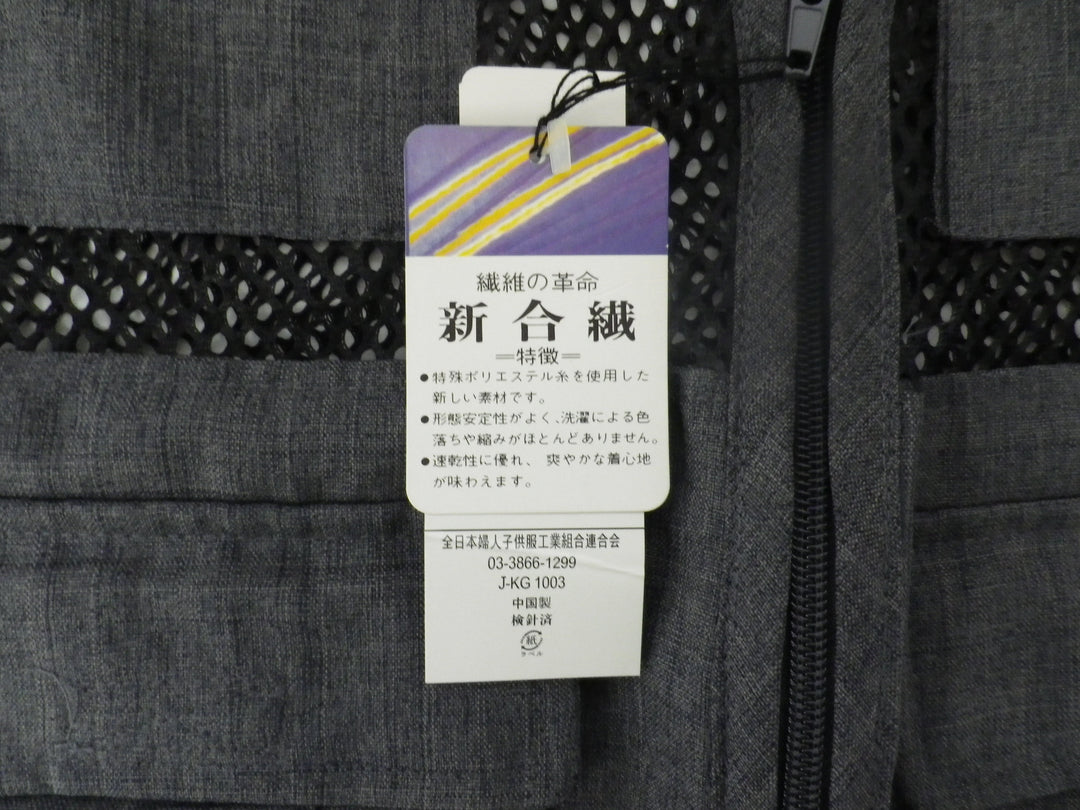 繊維の革命
新合繊
=特徴=
●特殊ポリエステル糸を使用した
新しい素材です。
●形態安定性がよく、洗濯による色
落ちや縮みがほとんどありません。
●速乾性に優れ、爽やかな着心地
が味わえます。
全日本婦人子供服工業組合連合会
03-3866-1299
J-KG 1003
中国製
検針済
紙
ラベル